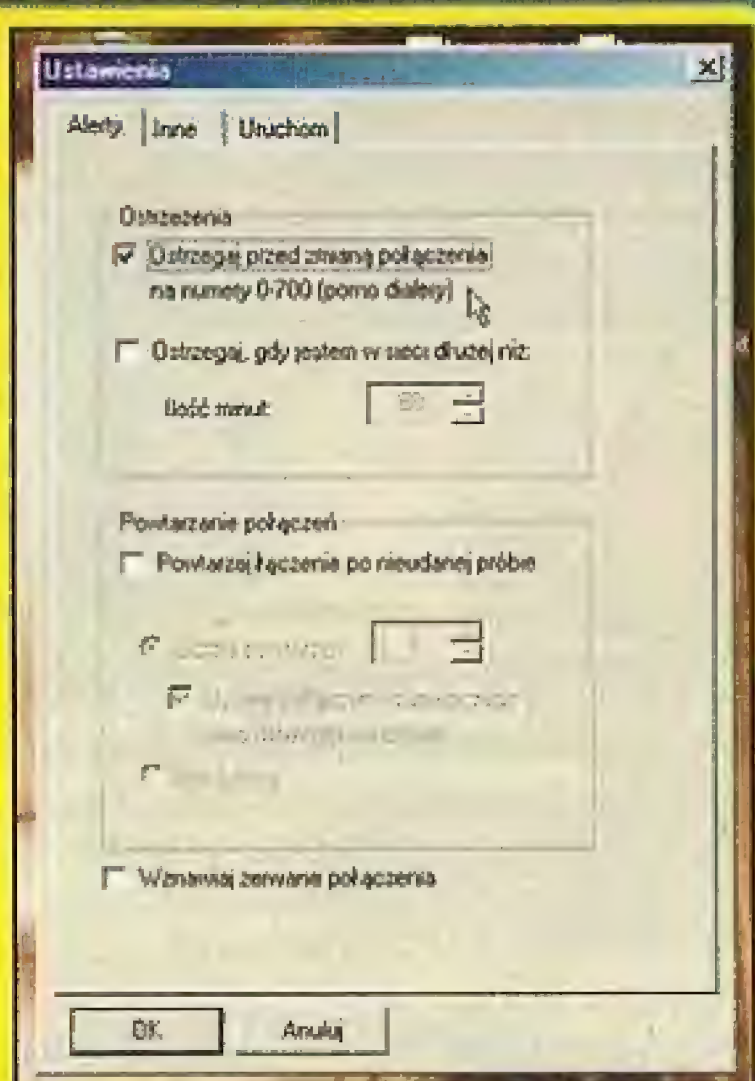 Ustawienia
Alerty Inne Uruchom
Ostrzeżenia
Ostrzegaj przed zmianą połączenia
na numery 0-700 (porno dialery)
Ostrzegaj, gdy jestem w sieci dłużej niż:
Ilość minut:
Powtarzanie połączeń
Powtarzaj łączenie po nieudanej próbie
Wznawiaj zerwane połączenia
OK Anuluj